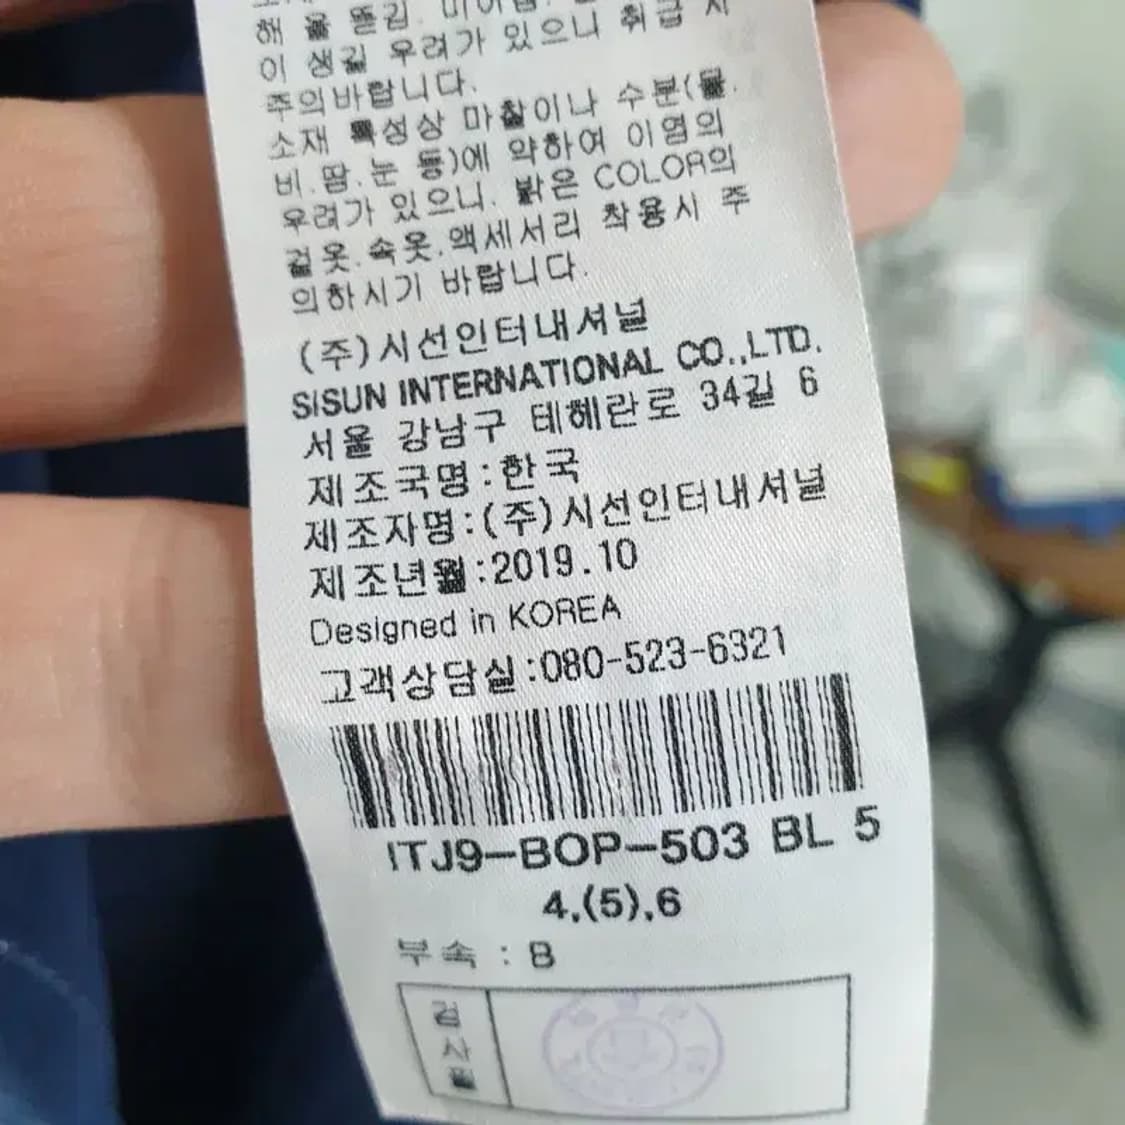 해 올 뜯김.
이 생길 우려가 있으니 취급 시
주의바랍니다.
소재 특성상 마찰이나 수분(물.
비.땀.눈 등)에 약하여 이염의
우려가 있으니. 밝은 COLOR의
겉옷.속옷.액세서리 착용시 주
의하시기 바랍니다.
(주)시선인터내셔널
SISUN INTERNATIONAL CO.,LTD.
서울 강남구 테헤란로 34길 6
제조국명:한국
제조자명:(주)시선인터내셔널
제조년월:2019.10
Designed in KOREA
고객상담실:080-523-6321
ITJ9-BOP-503 BL 5
4,(5),6
부속 : B
검사필